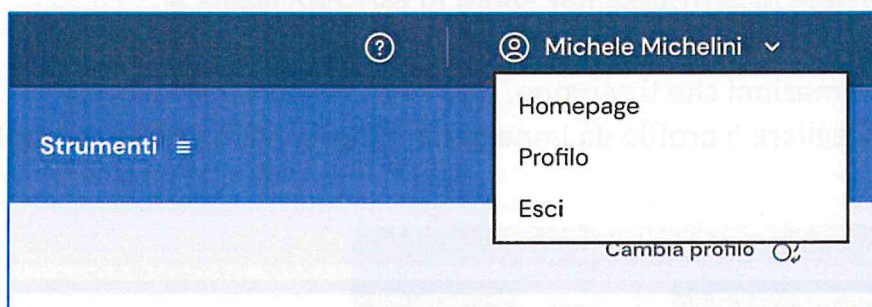 Michele Michelini
Strumenti
Homepage
Profilo
Esci
Cambia profilo